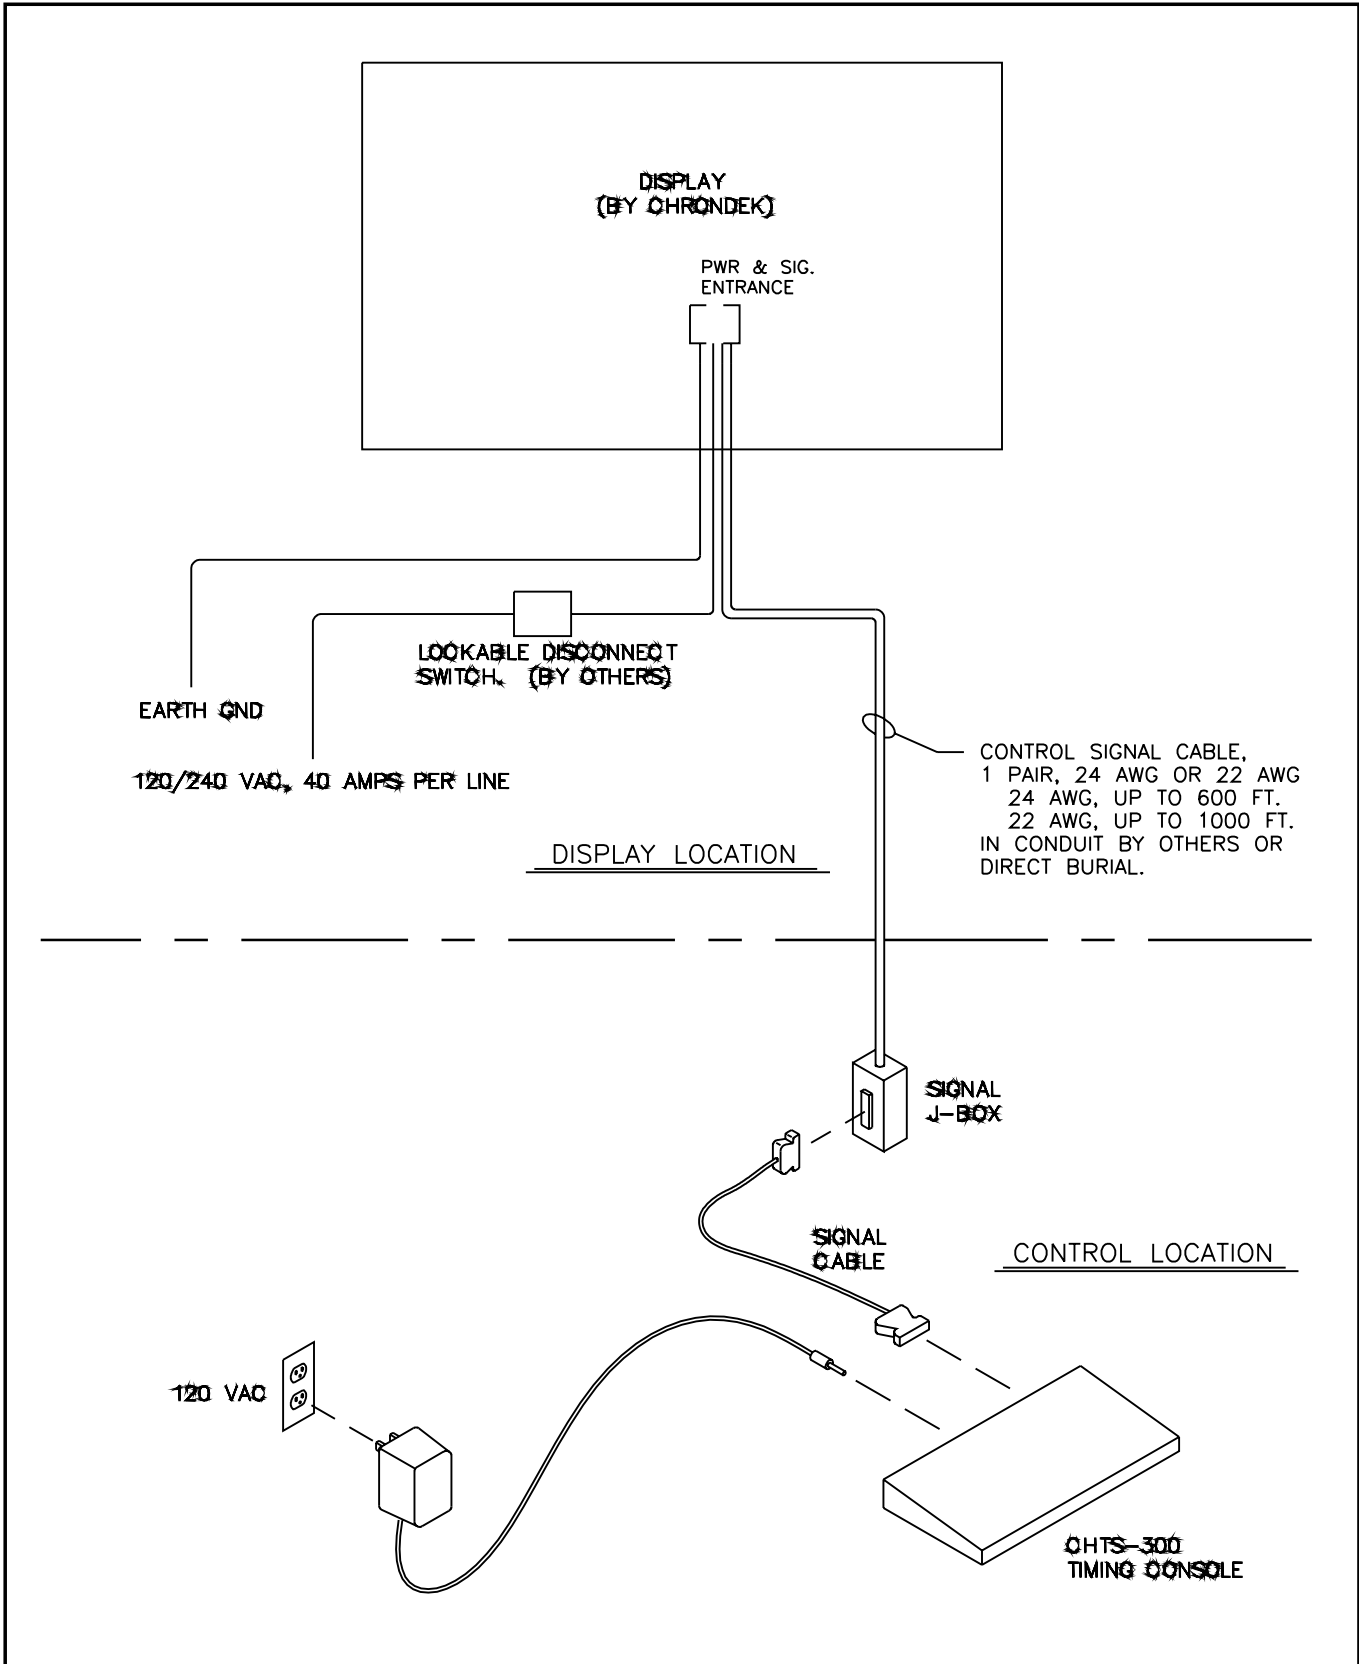 DISPLAY
(BY CHRONDEK)
PWR & SIG.
ENTRANCE
LOCKABLE DISCONNECT
SWITCH. (BY OTHERS)
EARTH GND
120/240 VAC, 40 AMPS PER LINE
CONTROL SIGNAL CABLE,
1 PAIR, 24 AWG OR 22 AWG
24 AWG, UP TO 600 FT.
22 AWG, UP TO 1000 FT.
IN CONDUIT BY OTHERS OR
DIRECT BURIAL.
DISPLAY LOCATION
SIGNAL
J-BOX
SIGNAL
CABLE
CONTROL LOCATION
120 VAC
CHTS-300
TIMING CONSOLE